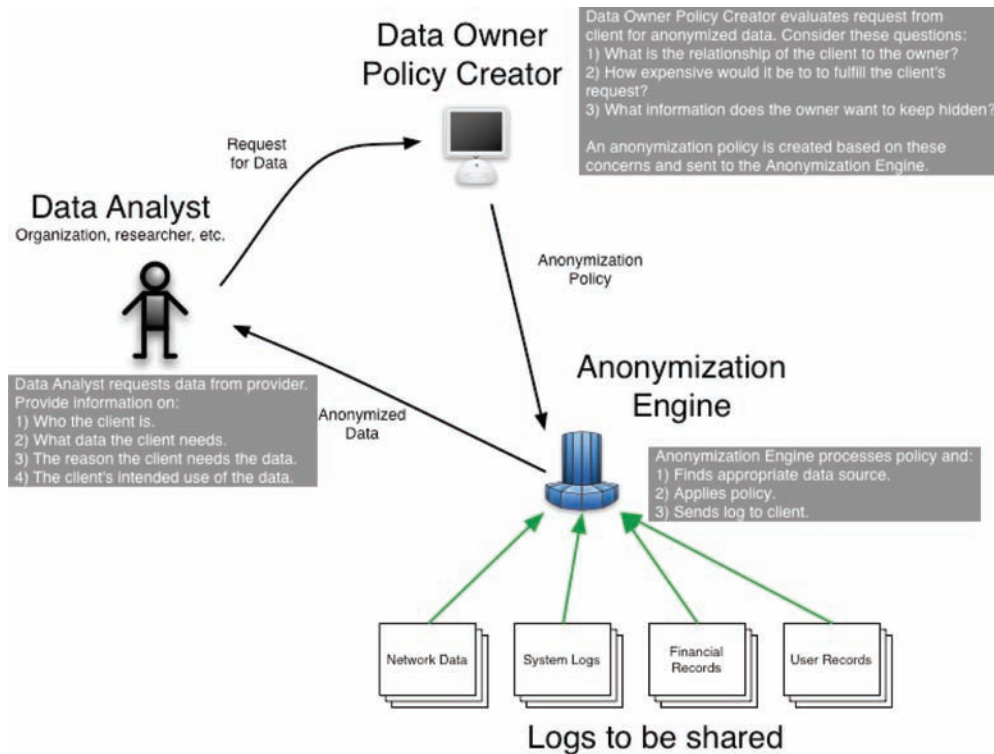 Data Owner
Policy Creator
Data Owner Policy Creator evaluates request from
client for anonymized data. Consider these questions:
1) What is the relationship of the client to the owner?
2) How expensive would it be to to fulfill the client's
request?
3) What information does the owner want to keep hidden?
An anonymization policy is created based on these
concerns and sent to the Anonymization Engine.
Request
for Data
Data Analyst
Organization, researcher, etc.
Anonymization
Policy
Data Analyst requests data from provider.
Provide information on:
1) Who the client is.
2) What data the client needs.
3) The reason the client needs the data.
4) The client's intended use of the data.
Anonymized
Data
Anonymization
Engine
Anonymization Engine processes policy and:
1) Finds appropriate data source.
2) Applies policy.
3) Sends log to client.
Network Data
System Logs
Financial
Records
User Records
Logs to be shared